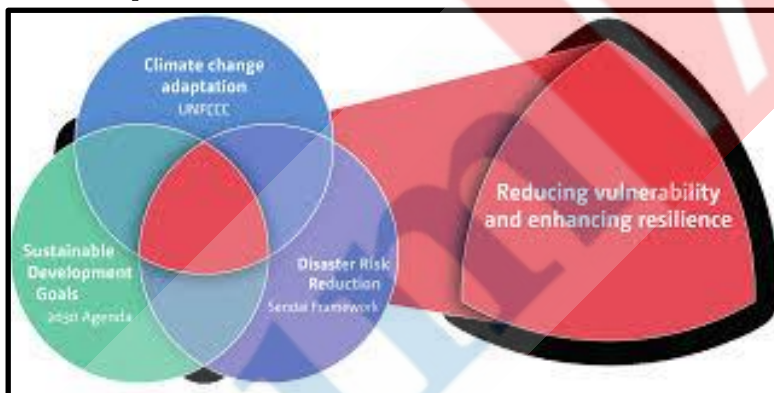 Climate change
adaptation
UNFCCC
Sustainable
Development
Goals
2030 Agenda
Disaster Risk
Reduction
Sendai Framework
Reducing vulnerability
and enhancing resilience